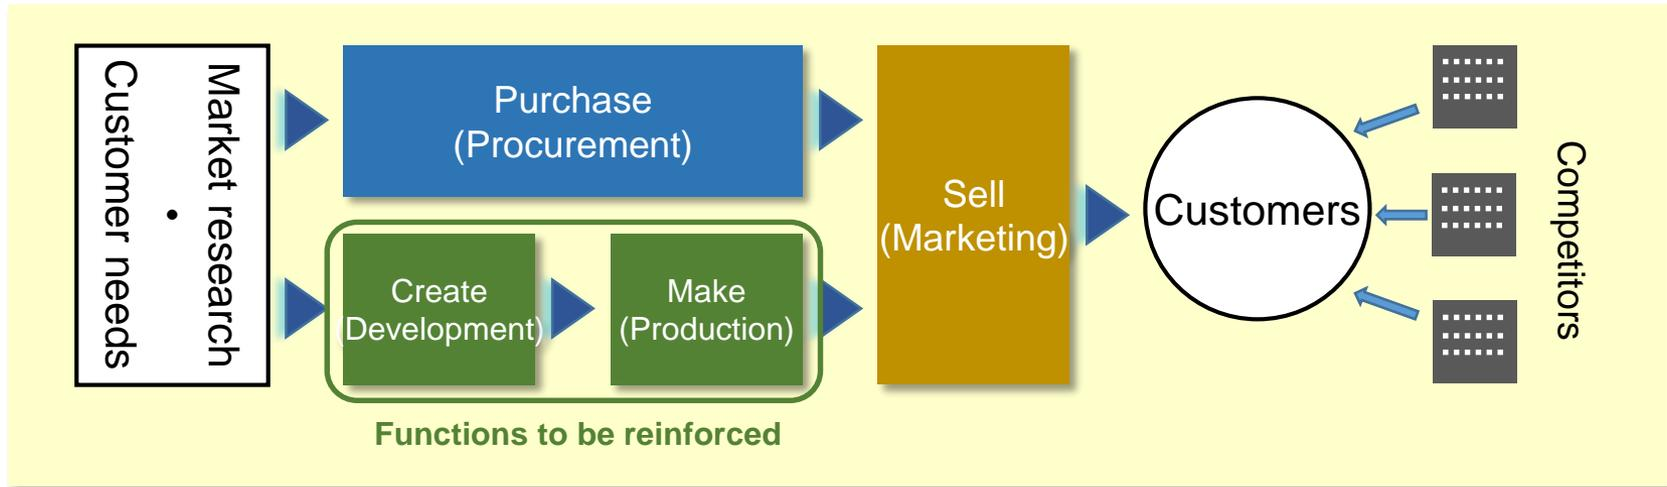 Market research
・
Customer needs
Purchase
(Procurement)
Create
(Development)
Make
(Production)
Functions to be reinforced
Sell
(Marketing)
Customers
Competitors